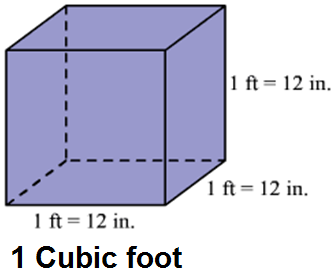 1 ft = 12 in.
1 ft = 12 in.
1 ft = 12 in.
1 Cubic foot